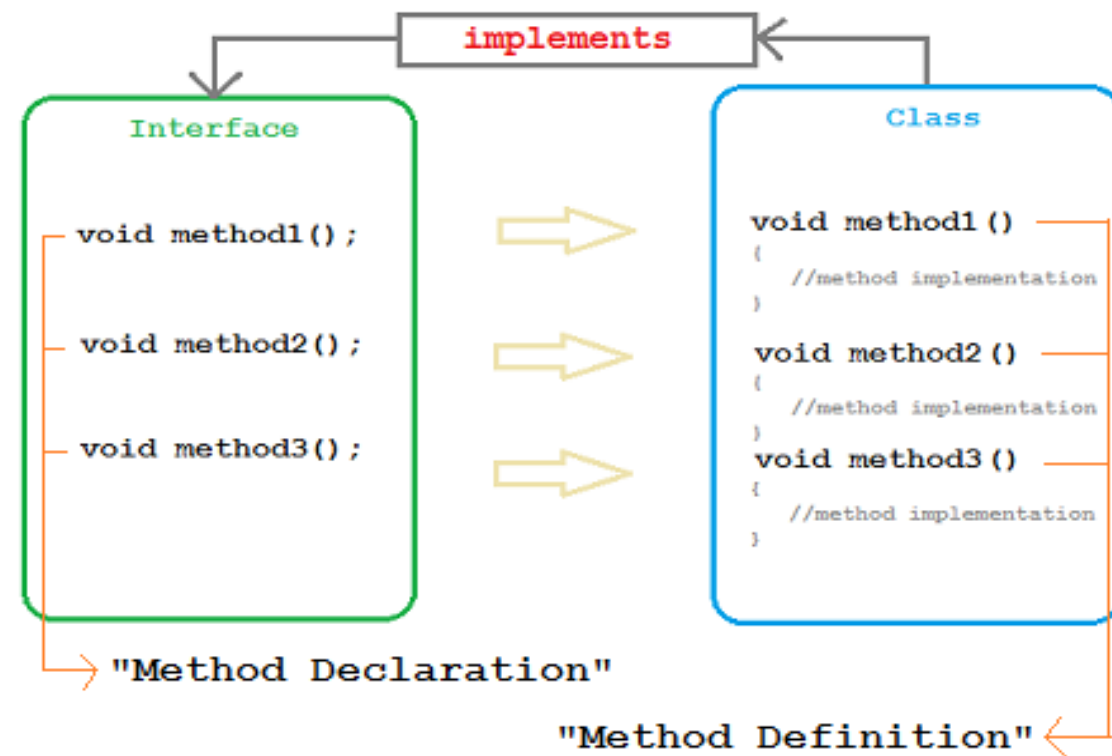 implements
Interface
void method1();
void method2();
void method3();
"Method Declaration"
Class
void method1()
{
//method implementation
}
void method2()
{
//method implementation
}
void method3()
{
//method implementation
}
"Method Definition"